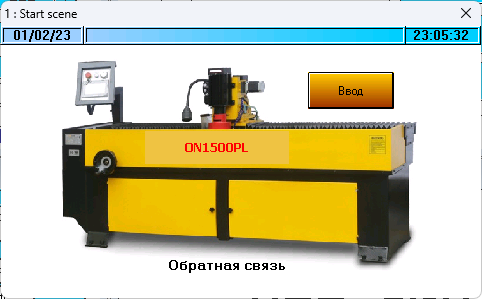 1 : Start scene
01/02/23
23:05:32
Ввод
ON1500PL
Обратная связь